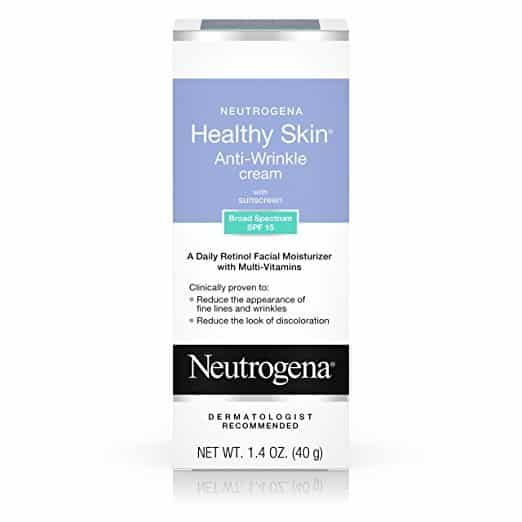 NEUTROGENA
Healthy Skin®
Anti-Wrinkle
cream
with
sunscreen
Broad Spectrum
SPF 15
A Daily Retinol Facial Moisturizer
with Multi-Vitamins
Clinically proven to:
• Reduce the appearance of
fine lines and wrinkles
• Reduce the look of discoloration
Neutrogena®
DERMATOLOGIST
RECOMMENDED
NET WT. 1.4 OZ. (40 g)